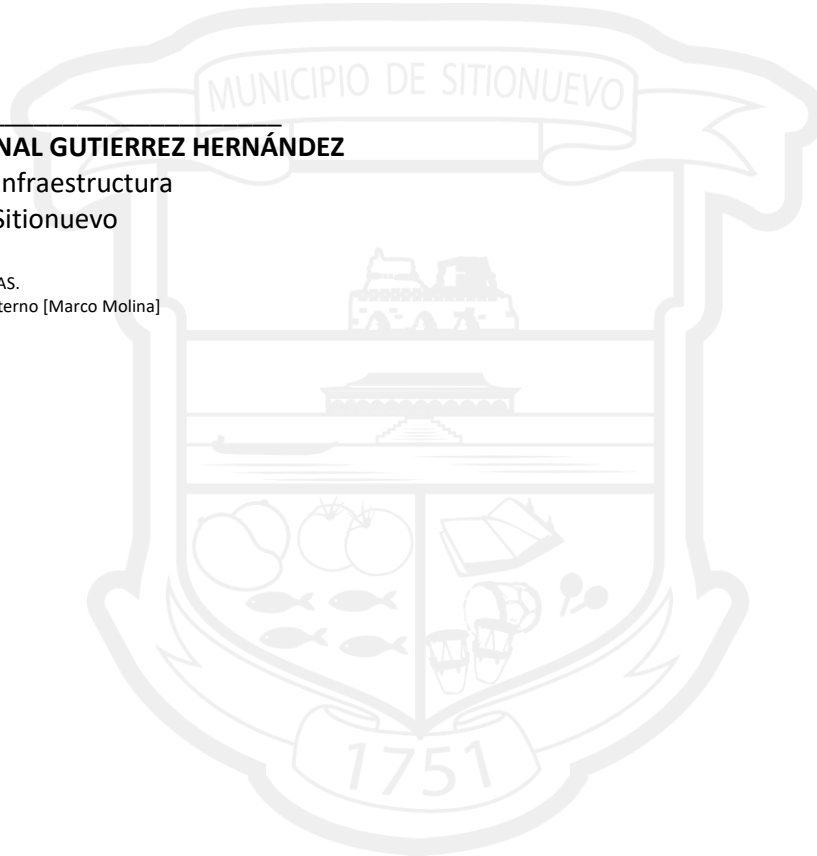 MUNICIPIO DE SITIONUEVO
NAL GUTIERREZ HERNÁNDEZ
nfraestructura
Sitionuevo
AS.
terno [Marco Molina]
1751